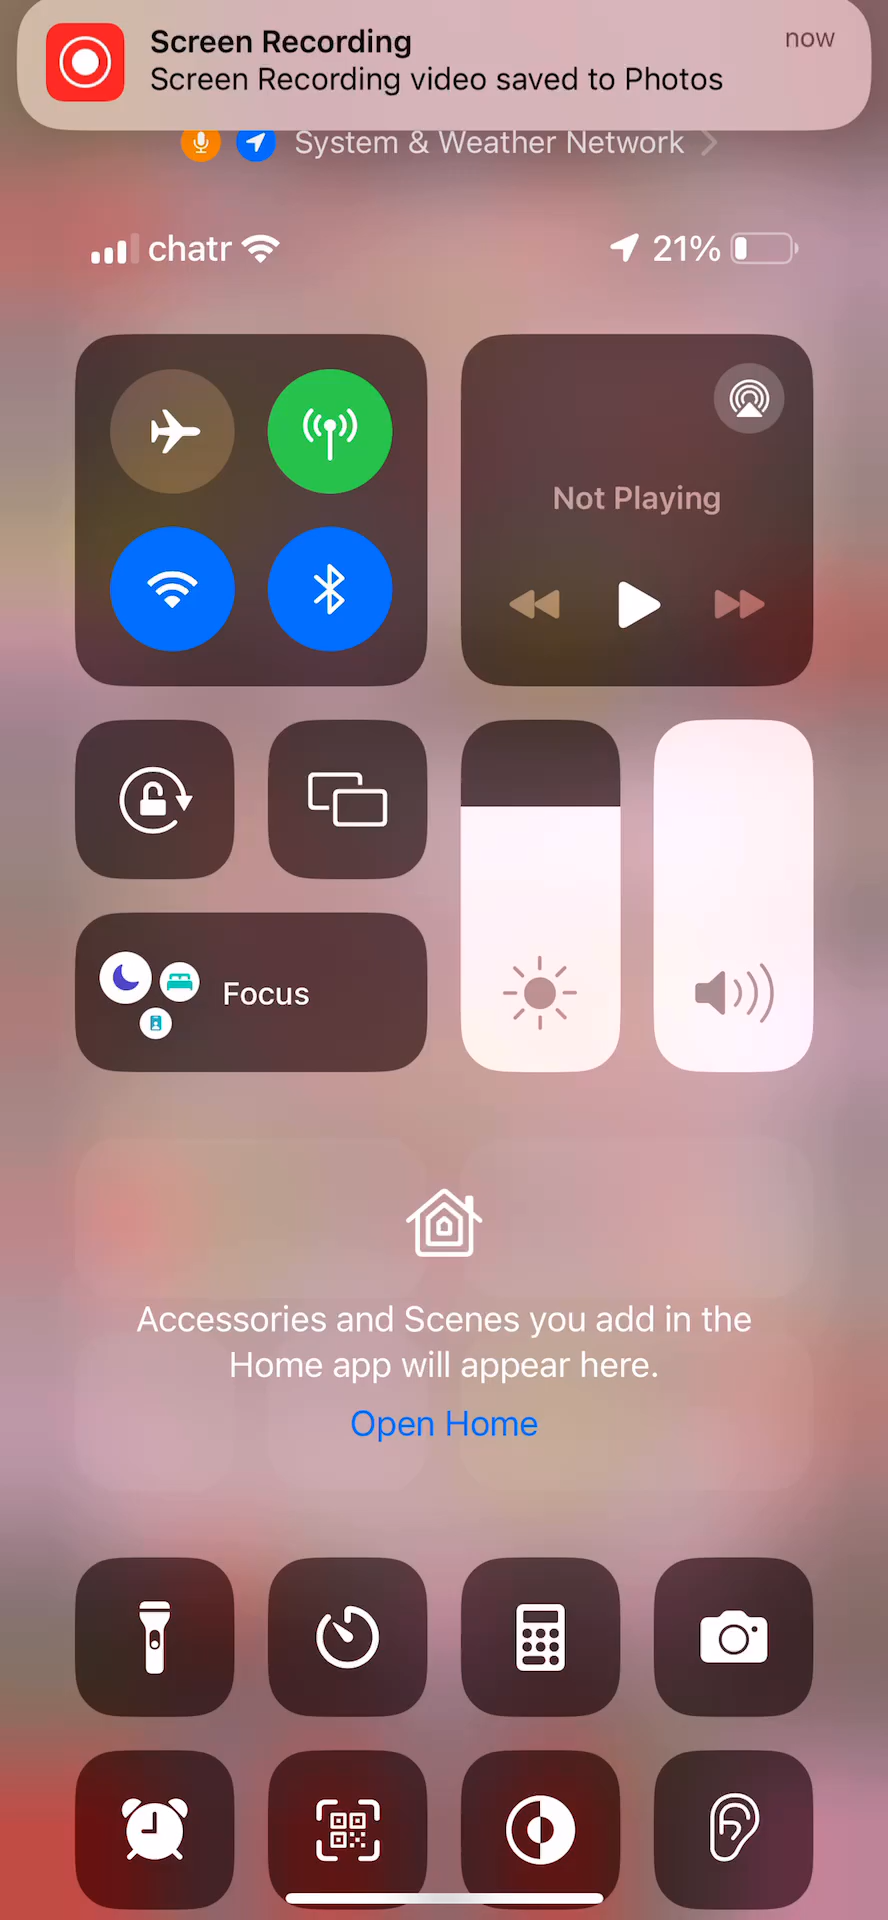 Screen Recording
now
Screen Recording video saved to Photos
System & Weather Network
chatr
21%
Not Playing
Focus
Accessories and Scenes you add in the
Home app will appear here.
Open Home